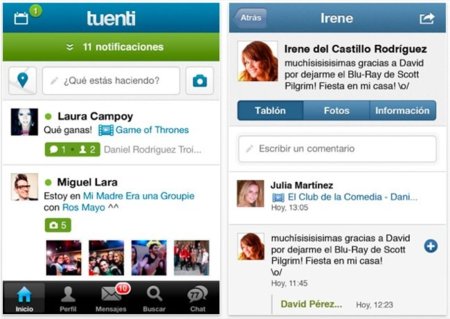 1
tuenti
11 notificaciones
¿Qué estás haciendo?
Laura Campoy
Qué ganas! Game of Thrones
1 • 2 Daniel Rodriguez Troi...
Miguel Lara
Estoy en Mi Madre Era una Groupie
con Ros Mayo ^^
5
Inicio
Perfil
10
Mensajes
Buscar
Chat
Atrás
Irene
Irene del Castillo Rodríguez
muchísisisisimas gracias a David
por dejarme el Blu-Ray de Scott
Pilgrim! Fiesta en mi casa! \o/
Tablón
Fotos
Información
Escribir un comentario
Julia Martínez
El Club de la Comedia - Dani...
Hoy, 13:05
muchísisisisimas gracias a David
por dejarme el Blu-Ray de Scott
Pilgrim! Fiesta en mi casa!
\o/
Hoy, 11:45
David Pérez... Hoy, 12:23